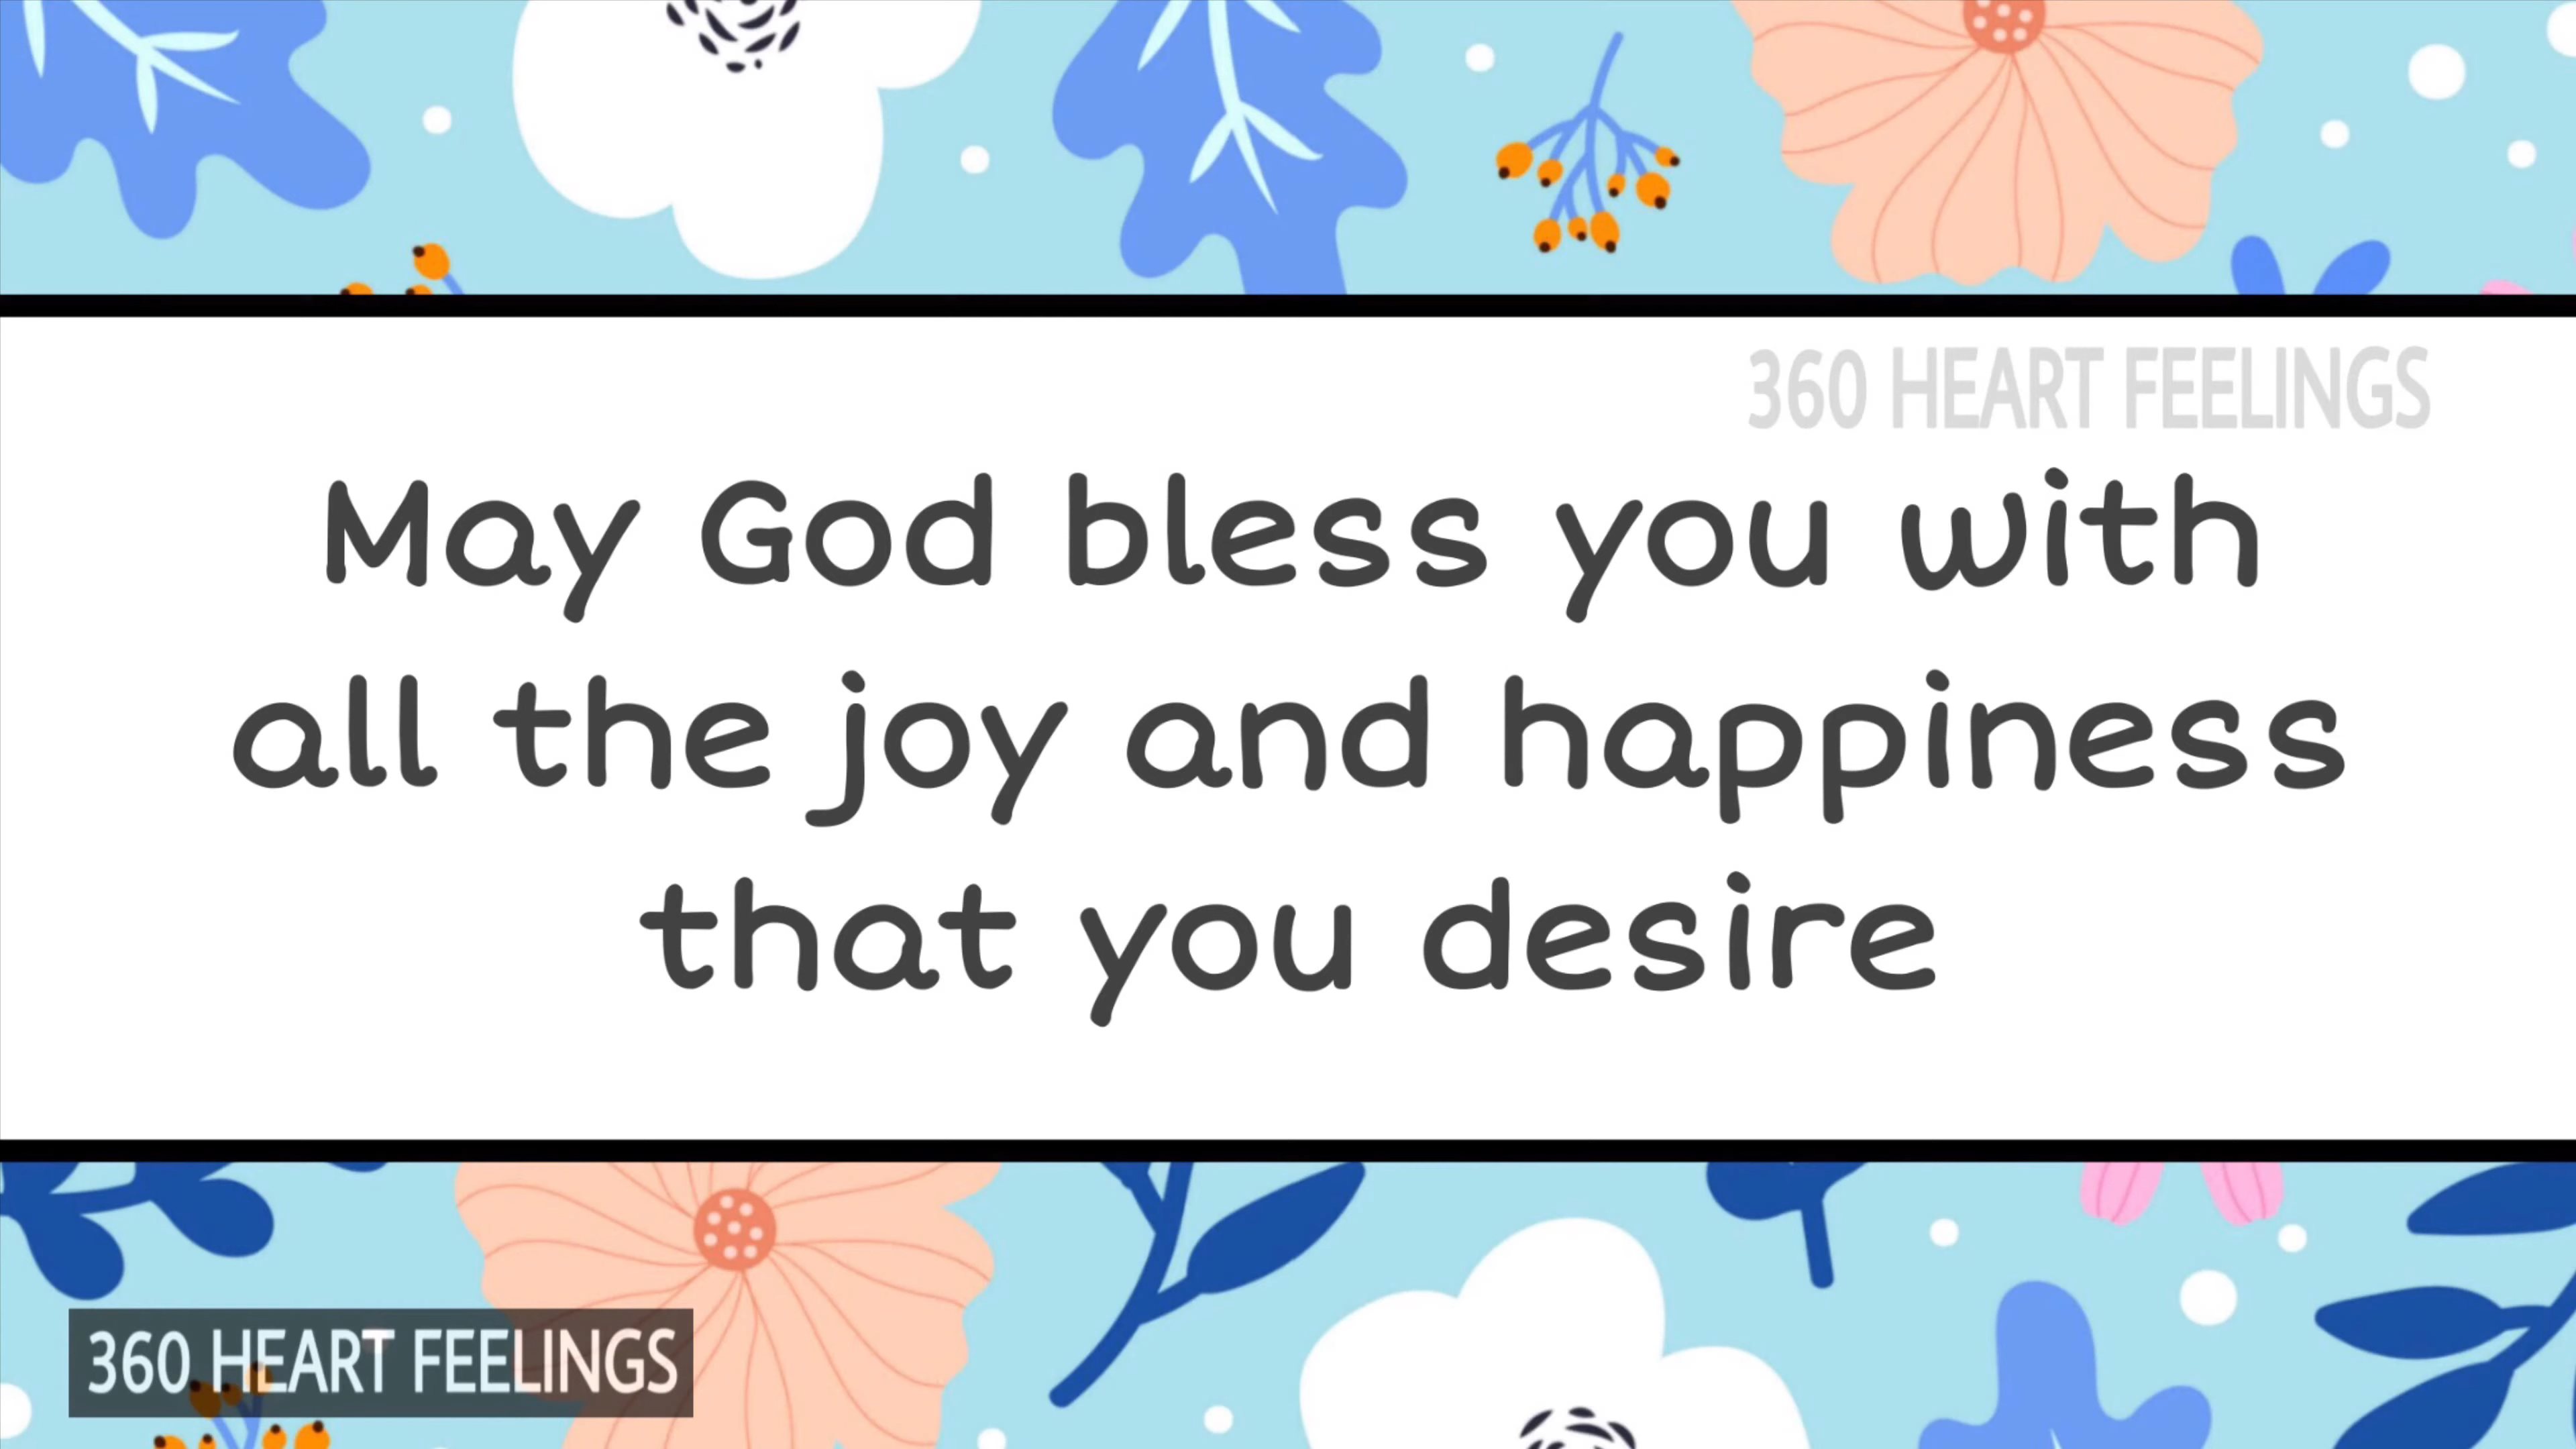 360 HEART FEELINGS
May God bless you with
all the joy and happiness
that you desire
360 HEART FEELINGS